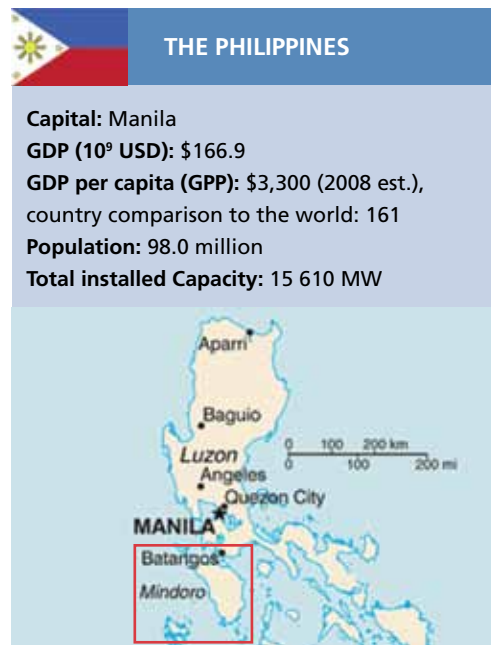 THE PHILIPPINES
Capital: Manila
GDP (10⁹ USD): $166.9
GDP per capita (GPP): $3,300 (2008 est.),
country comparison to the world: 161
Population: 98.0 million
Total installed Capacity: 15 610 MW
Aparri
Baguio
0 100 200 km
0 100 200 mi
Luzon
Angeles
Quezon City
MANILA
Batangos
Mindoro